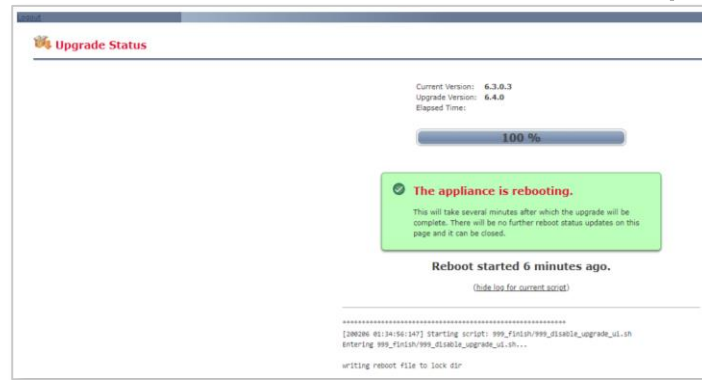 Logout
Upgrade Status
Current Version: 6.3.0.3
Upgrade Version: 6.4.0
Elapsed Time:
100 %
The appliance is rebooting.
This will take several minutes after which the upgrade will be
complete. There will be no further reboot status updates on this
page and it can be closed.
Reboot started 6 minutes ago.
(hide log for current script)
**********************************************************
[200206 01:34:56:147] Starting script: 999_finish/999_disable_upgrade_ui.sh
Entering 999_finish/999_disable_upgrade_ui.sh...
writing reboot file to lock dir